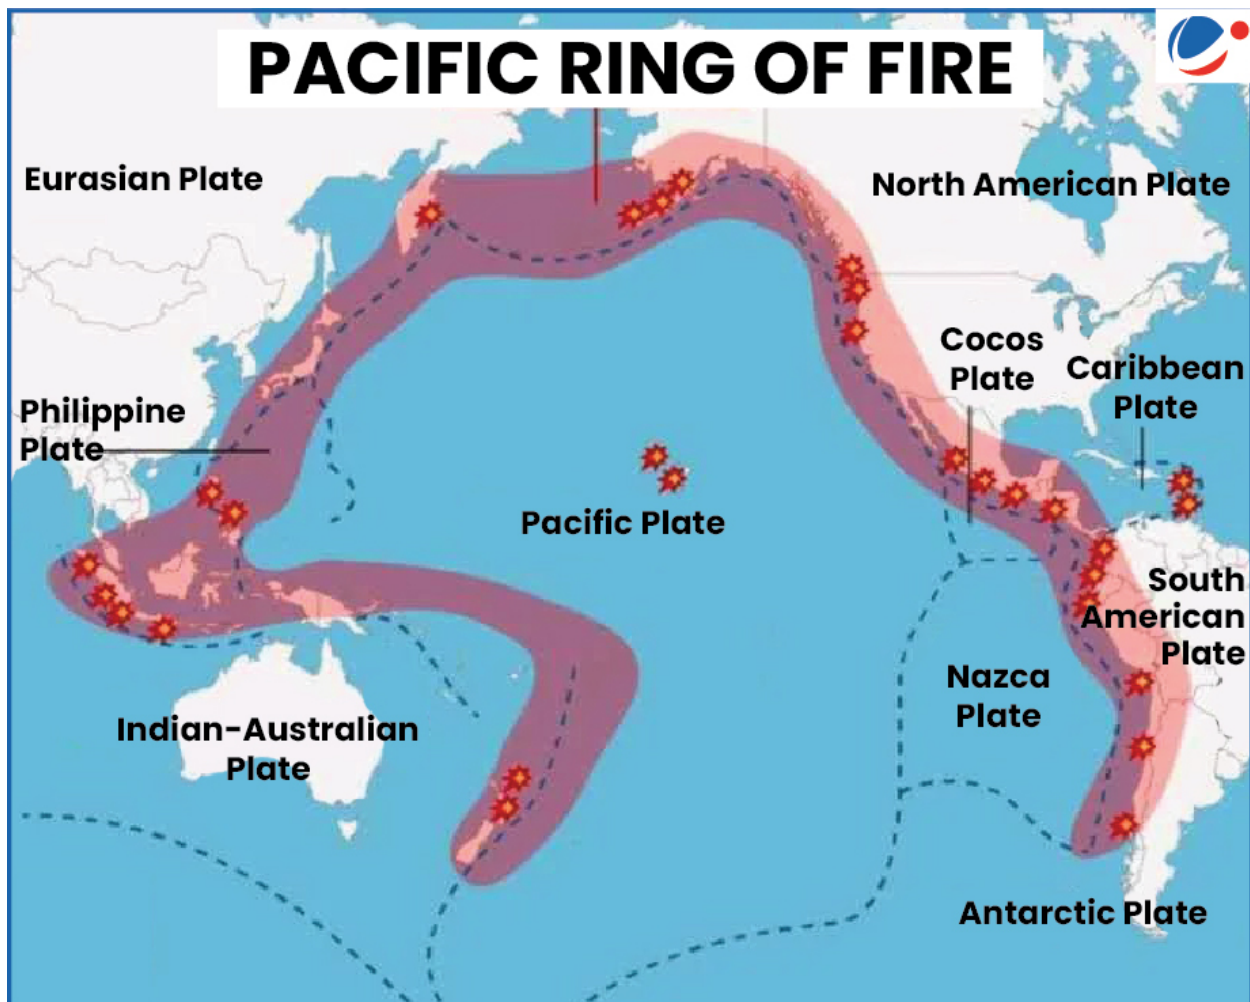 PACIFIC RING OF FIRE
Eurasian Plate
North American Plate
Cocos
Plate
Caribbean
Plate
Philippine
Plate
Pacific Plate
South
American
Plate
Nazca
Plate
Indian-Australian
Plate
Antarctic Plate